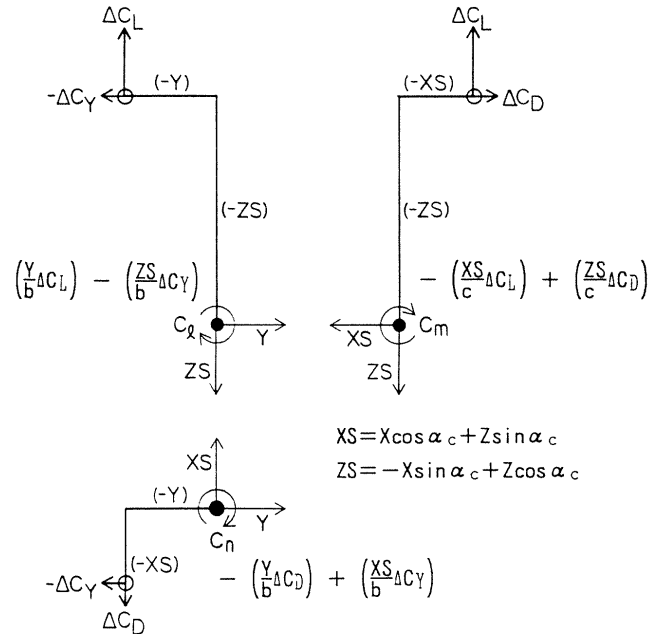 ΔC_L
ΔC_L
-ΔC_Y
(-Y)
(-XS)
ΔC_D
(-ZS)
(-ZS)
(Y/b ΔC_L) - (ZS/b ΔC_Y)
- (XS/c ΔC_L) + (ZS/c ΔC_D)
C_ℓ
Y
XS
C_m
ZS
ZS
XS=Xcosα_c+Zsinα_c
XS
ZS=-Xsinα_c+Zcosα_c
(-Y)
Y
C_n
(-XS)
-ΔC_Y
- (Y/b ΔC_D) + (XS/b ΔC_Y)
ΔC_D